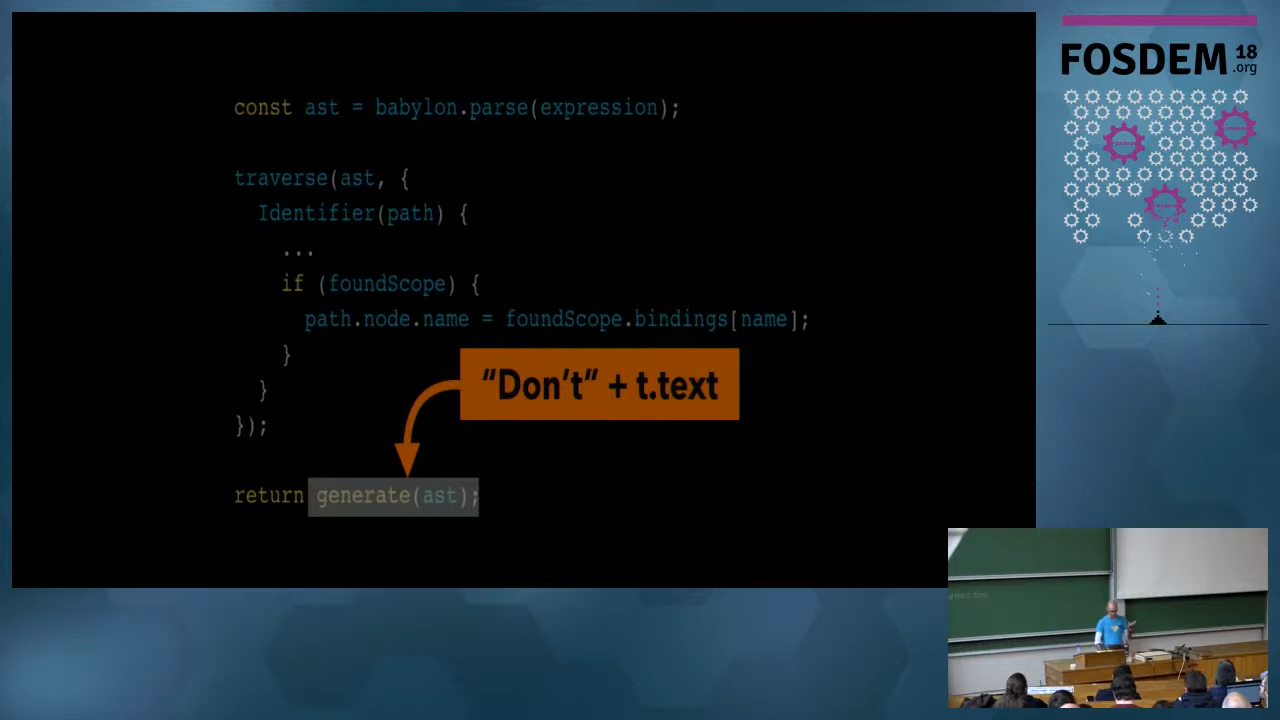 const ast = babylon.parse(expression);
traverse(ast, {
Identifier(path) {
...
if (foundScope) {
path.node.name = foundScope.bindings[name];
}
}
});
“Don’t” + t.text
return generate(ast);
FOSDEM 18
.org